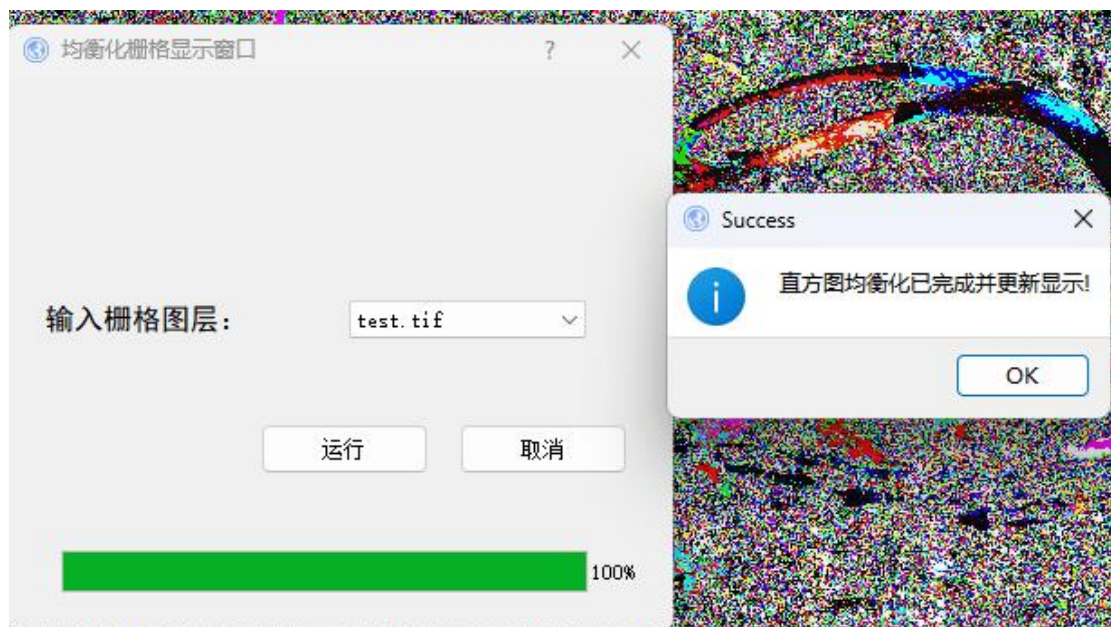 均衡化栅格显示窗口
?
Success
直方图均衡化已完成并更新显示!
OK
输入栅格图层:
test.tif
运行
取消
100%